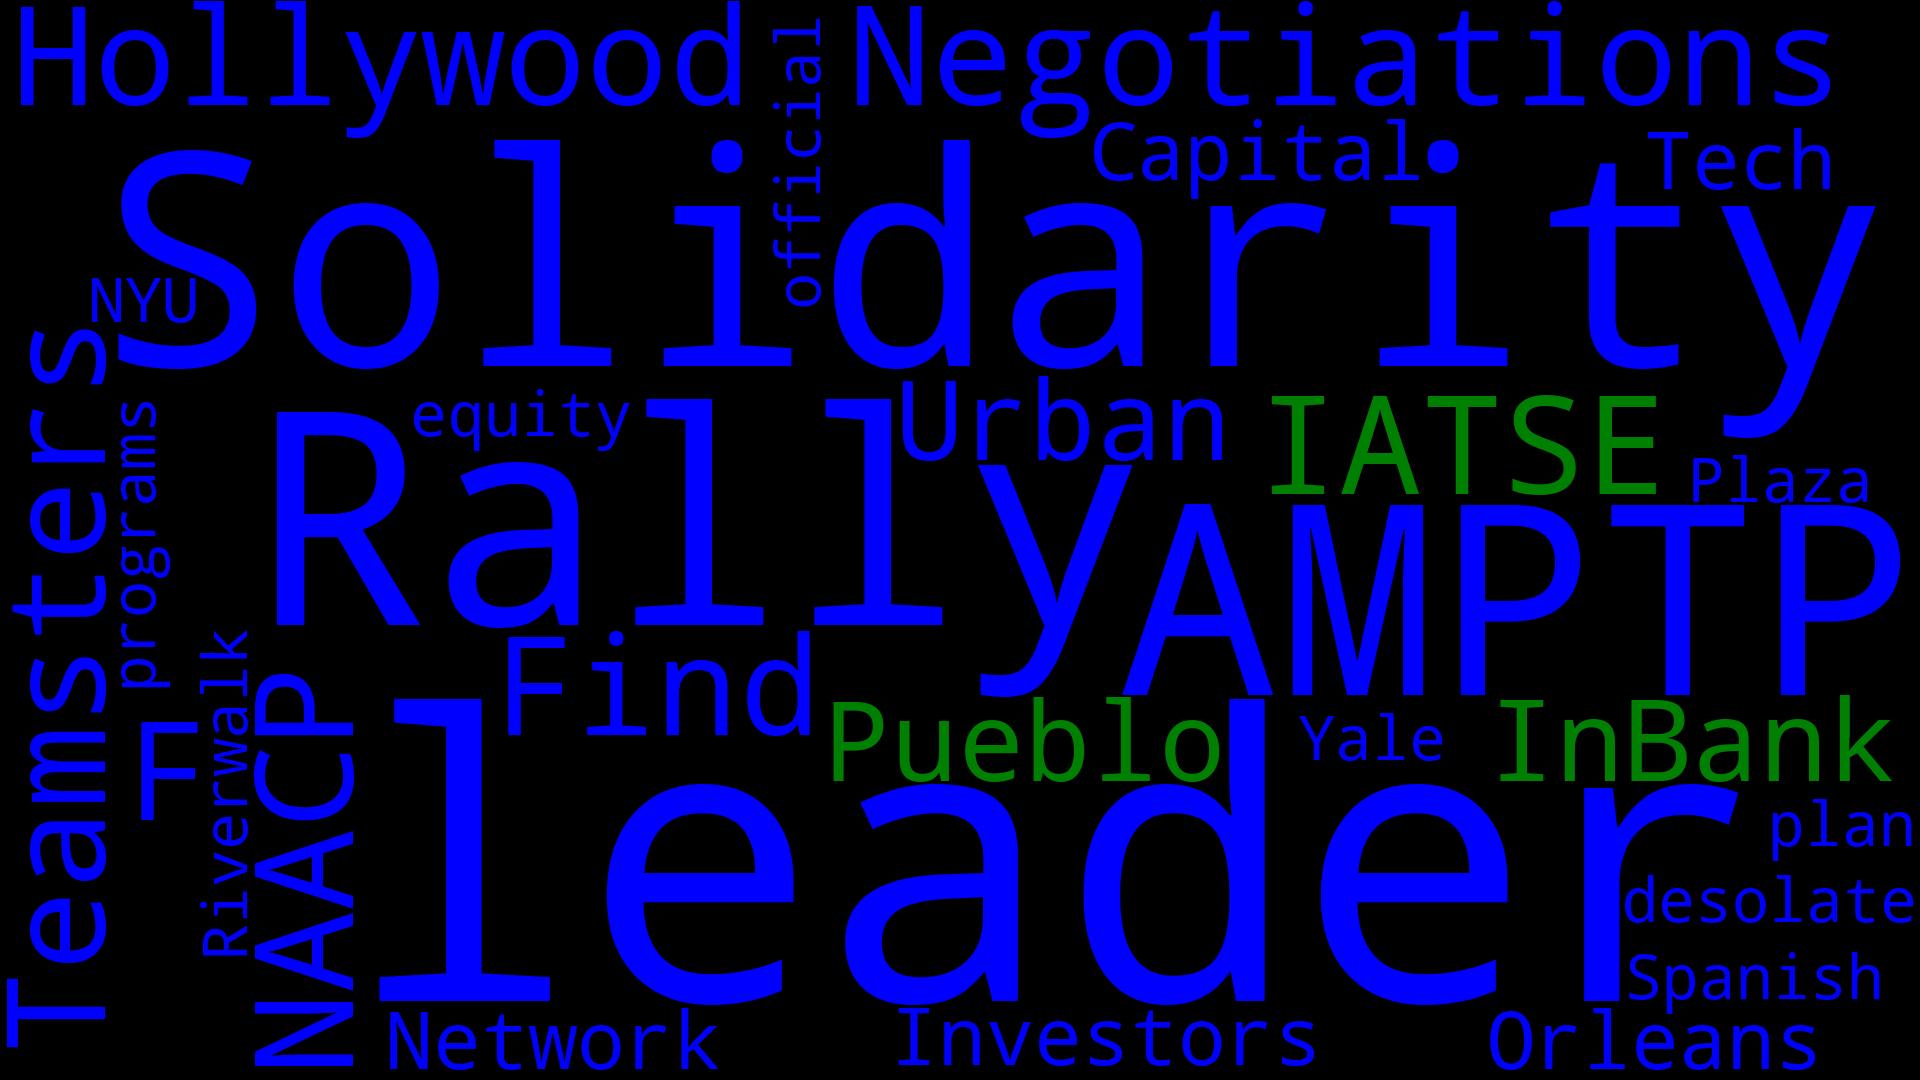 Hollywood
official
Negotiations
Capital
Tech
Solidarity
NYU
Teamsters
programs
equity
Rally
Urban
IATSE
Plaza
AMPTP
Find
Riverwalk
F
NAACP
Pueblo
Yale
InBank
leader
plan
desolate
Spanish
Network
Investors
Orleans